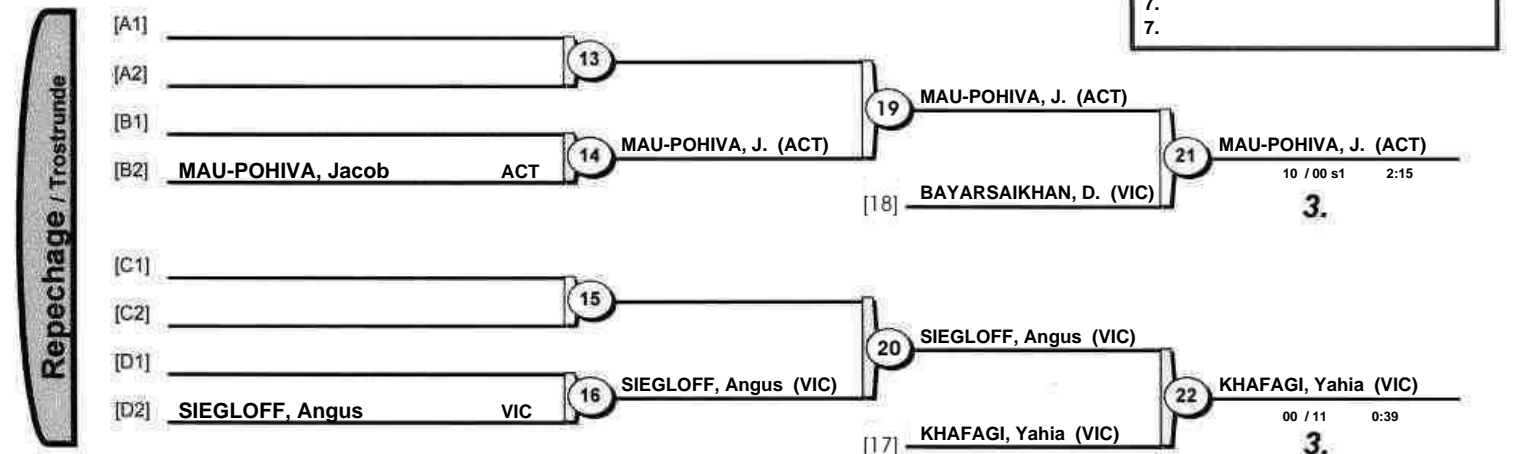 7.
7.
Repechage / Trostrunde
[A1]
13
[A2]
19 MAU-POHIVA, J. (ACT)
[B1]
14 MAU-POHIVA, J. (ACT)
21 MAU-POHIVA, J. (ACT)
[B2] MAU-POHIVA, Jacob ACT
10 / 00 s1 2:15
[18] BAYARSAIKHAN, D. (VIC)
3.
[C1]
15
[C2]
20 SIEGLOFF, Angus (VIC)
[D1]
16 SIEGLOFF, Angus (VIC)
22 KHAFAGI, Yahia (VIC)
[D2] SIEGLOFF, Angus VIC
00 / 11 0:39
[17] KHAFAGI, Yahia (VIC)
3.